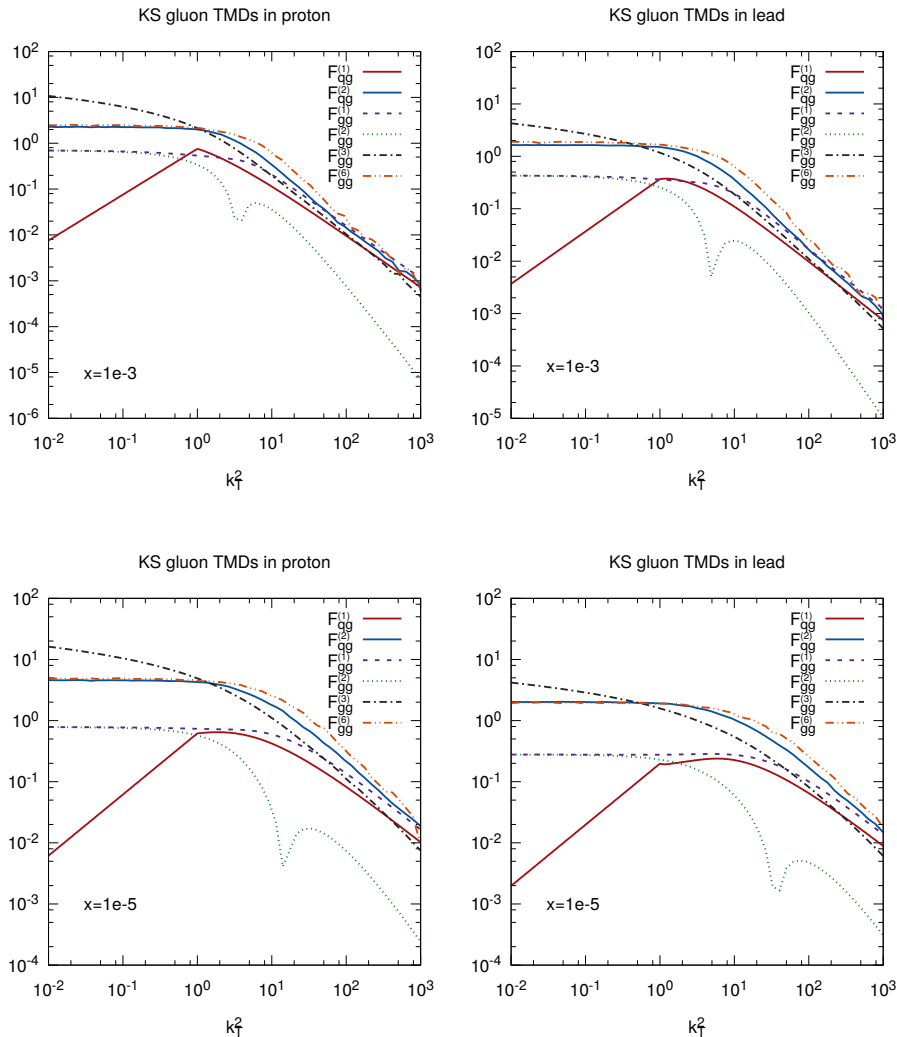 KS gluon TMDs in proton
10^2
10^1
10^0
10^-1
10^-2
10^-3
10^-4
10^-5
10^-6
F_qg^(1)
F_qg^(2)
F_gg^(1)
F_gg^(2)
F_gg^(3)
F_gg^(6)
x=1e-3
10^-2 10^-1 10^0 10^1 10^2 10^3
k_T^2
KS gluon TMDs in lead
10^2
10^1
10^0
10^-1
10^-2
10^-3
10^-4
10^-5
F_qg^(1)
F_qg^(2)
F_gg^(1)
F_gg^(2)
F_gg^(3)
F_gg^(6)
x=1e-3
10^-2 10^-1 10^0 10^1 10^2 10^3
k_T^2
KS gluon TMDs in proton
10^2
10^1
10^0
10^-1
10^-2
10^-3
10^-4
F_qg^(1)
F_qg^(2)
F_gg^(1)
F_gg^(2)
F_gg^(3)
F_gg^(6)
x=1e-5
10^-2 10^-1 10^0 10^1 10^2 10^3
k_T^2
KS gluon TMDs in lead
10^2
10^1
10^0
10^-1
10^-2
10^-3
10^-4
F_qg^(1)
F_qg^(2)
F_gg^(1)
F_gg^(2)
F_gg^(3)
F_gg^(6)
x=1e-5
10^-2 10^-1 10^0 10^1 10^2 10^3
k_T^2